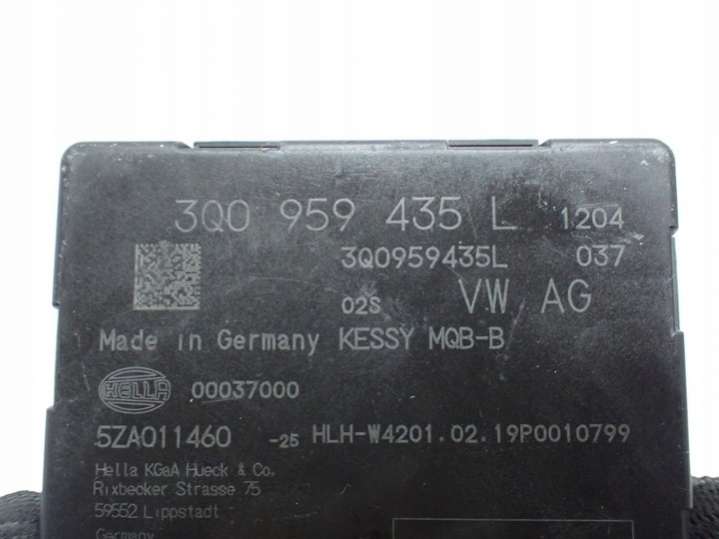 3Q0 959 435 L 1204
3Q0959435L 037
02S VW AG
Made in Germany KESSY MQB-B
HELLA 00037000
5ZA011460 -25 HLH-W4201.02.19P0010799
Hella KGaA Hueck & Co.
Rixbecker Strasse 75
59552 Lippstadt
Germany